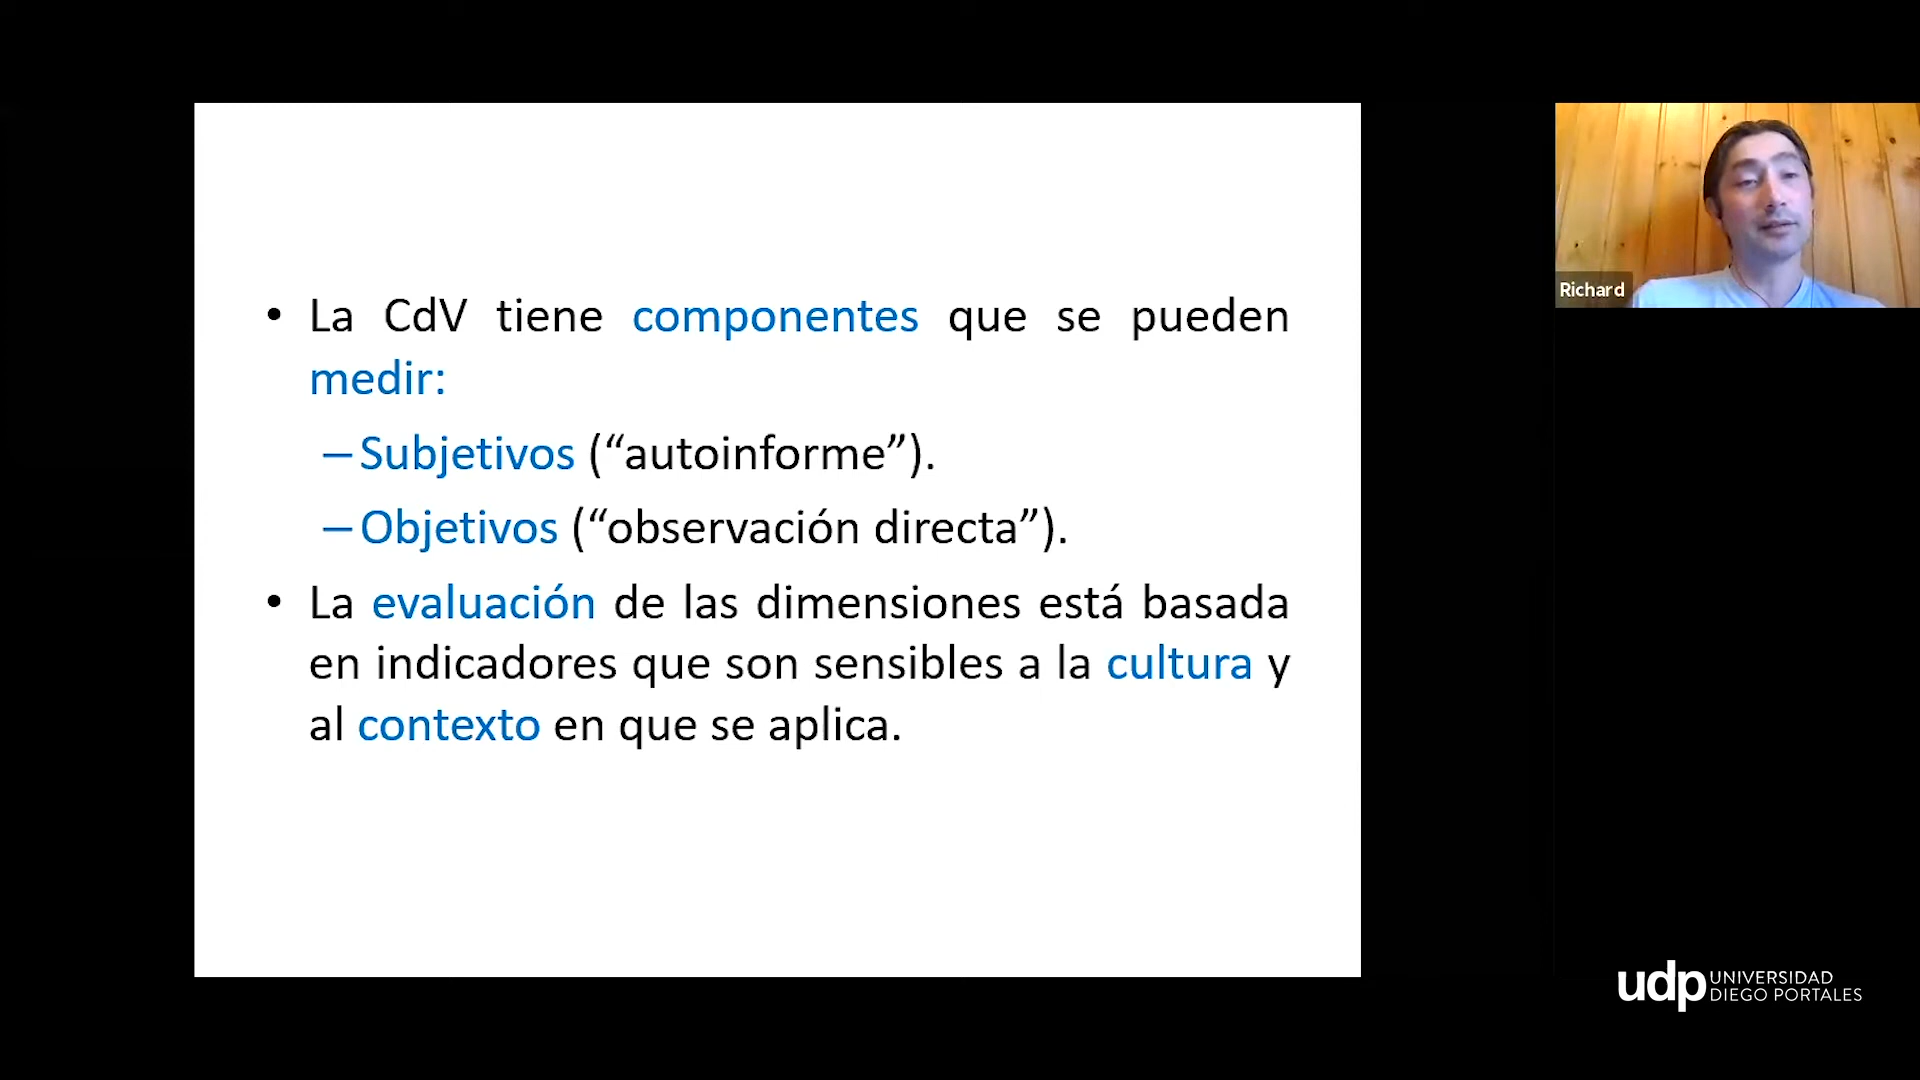 • La CdV tiene componentes que se pueden
medir:
– Subjetivos (“autoinforme”).
– Objetivos (“observación directa”).
• La evaluación de las dimensiones está basada
en indicadores que son sensibles a la cultura y
al contexto en que se aplica.
Richard
udp UNIVERSIDAD
DIEGO PORTALES